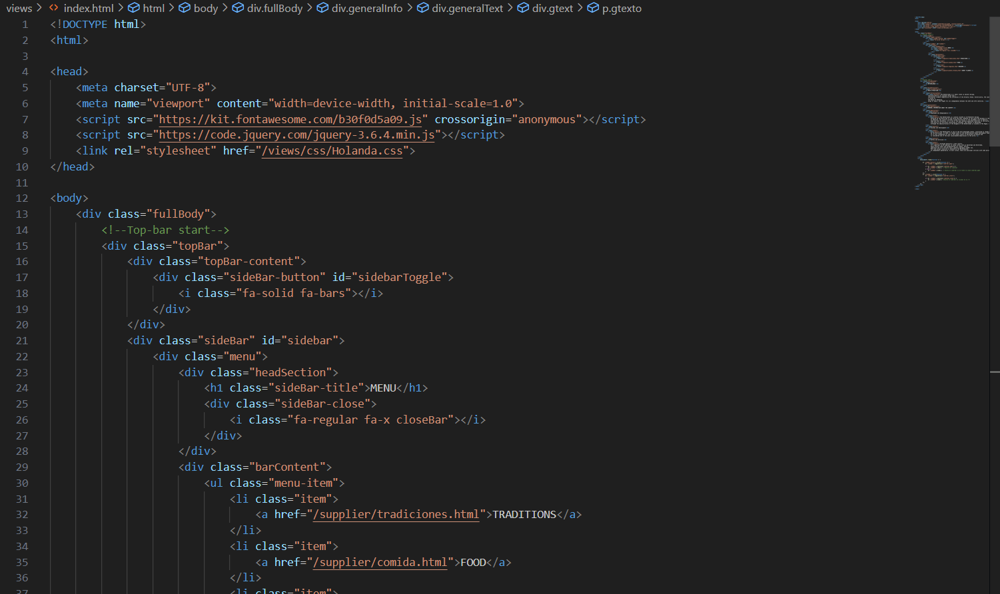 views > index.html > html > body > div.fullBody > div.generalInfo > div.generalText > div.gtext > p.gtexto
1 <!DOCTYPE html>
2 <html>
3
4 <head>
5 <meta charset="UTF-8">
6 <meta name="viewport" content="width=device-width, initial-scale=1.0">
7 <script src="https://kit.fontawesome.com/b30f0d5a09.js" crossorigin="anonymous"></script>
8 <script src="https://code.jquery.com/jquery-3.6.4.min.js"></script>
9 <link rel="stylesheet" href="/views/css/Holanda.css">
10 </head>
11
12 <body>
13 <div class="fullBody">
14 <!--Top-bar start-->
15 <div class="topBar">
16 <div class="topBar-content">
17 <div class="sideBar-button" id="sidebarToggle">
18 <i class="fa-solid fa-bars"></i>
19 </div>
20 </div>
21 <div class="sideBar" id="sidebar">
22 <div class="menu">
23 <div class="headSection">
24 <h1 class="sideBar-title">MENU</h1>
25 <div class="sideBar-close">
26 <i class="fa-regular fa-x closeBar"></i>
27 </div>
28 </div>
29 <div class="barContent">
30 <ul class="menu-item">
31 <li class="item">
32 <a href="/supplier/tradiciones.html">TRADITIONS</a>
33 </li>
34 <li class="item">
35 <a href="/supplier/comida.html">FOOD</a>
36 </li>
37 <li class="item">